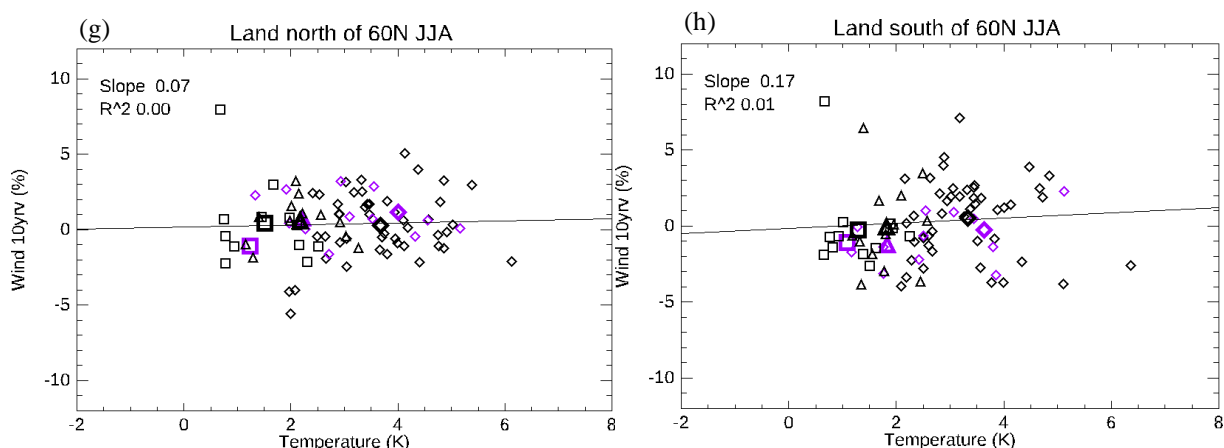 (g)
Land north of 60N JJA
Slope 0.07
R^2 0.00
10
5
0
-5
-10
Wind 10yrv (%)
-2 0 2 4 6 8
Temperature (K)
(h)
Land south of 60N JJA
Slope 0.17
R^2 0.01
10
5
0
-5
-10
Wind 10yrv (%)
-2 0 2 4 6 8
Temperature (K)